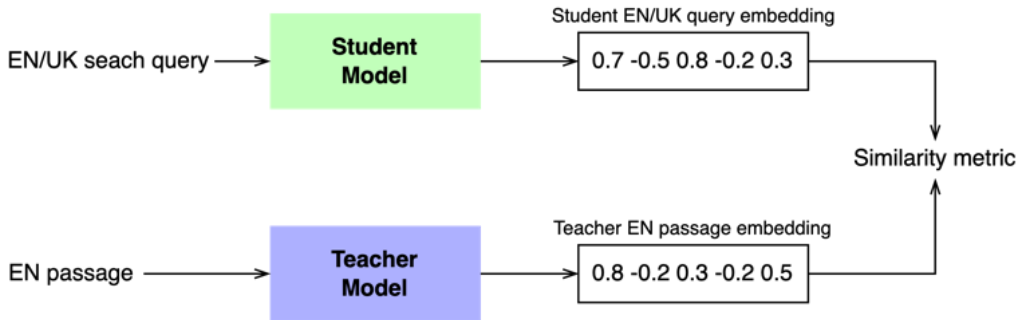 Student EN/UK query embedding
EN/UK seach query
Student
Model
0.7 -0.5 0.8 -0.2 0.3
Similarity metric
Teacher EN passage embedding
EN passage
Teacher
Model
0.8 -0.2 0.3 -0.2 0.5